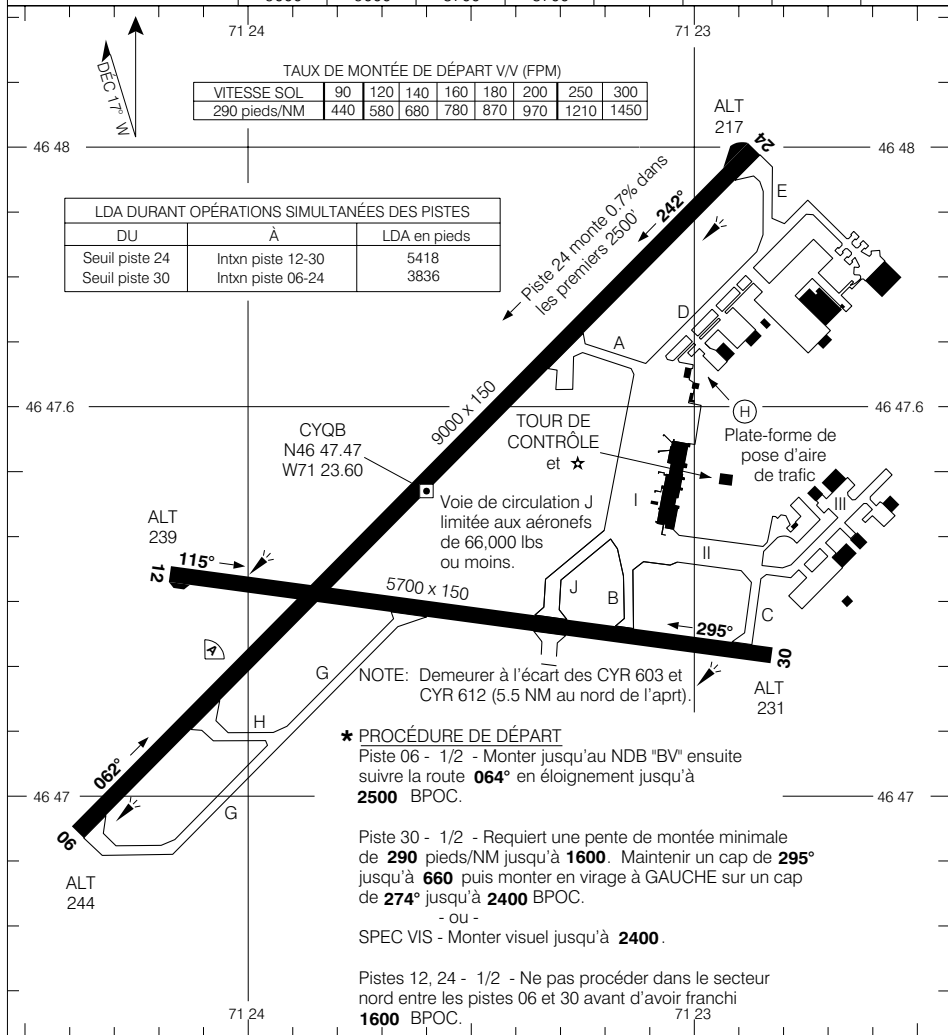 71 24
71 23
DÉC 17° W
TAUX DE MONTÉE DE DÉPART V/V (FPM)
VITESSE SOL 90 120 140 160 180 200 250 300
290 pieds/NM 440 580 680 780 870 970 1210 1450
ALT
217
24
46 48
46 48
E
242°
Piste 24 monte 0.7% dans
les premiers 2500'
LDA DURANT OPÉRATIONS SIMULTANÉES DES PISTES
DU À LDA en pieds
Seuil piste 24 Intxn piste 12-30 5418
Seuil piste 30 Intxn piste 06-24 3836
D
A
46 47.6
46 47.6
9000 x 150
H
Plate-forme de
pose d'aire
de trafic
TOUR DE
CONTRÔLE
et ☆
CYQB
N46 47.47
W71 23.60
Voie de circulation J
limitée aux aéronefs
de 66,000 lbs
ou moins.
I
III
II
ALT
239
12
115°
5700 x 150
J
B
C
295°
30
ALT
231
A
G
H
NOTE: Demeurer à l'écart des CYR 603 et
CYR 612 (5.5 NM au nord de l'aprt).
062°
06
G
46 47
46 47
ALT
244
* PROCÉDURE DE DÉPART
Piste 06 - 1/2 - Monter jusqu'au NDB "BV" ensuite
suivre la route 064° en éloignement jusqu'à
2500 BPOC.
Piste 30 - 1/2 - Requiert une pente de montée minimale
de 290 pieds/NM jusqu'à 1600. Maintenir un cap de 295°
jusqu'à 660 puis monter en virage à GAUCHE sur un cap
de 274° jusqu'à 2400 BPOC.
- ou -
SPEC VIS - Monter visuel jusqu'à 2400.
Pistes 12, 24 - 1/2 - Ne pas procéder dans le secteur
nord entre les pistes 06 et 30 avant d'avoir franchi
1600 BPOC.
71 24
71 23